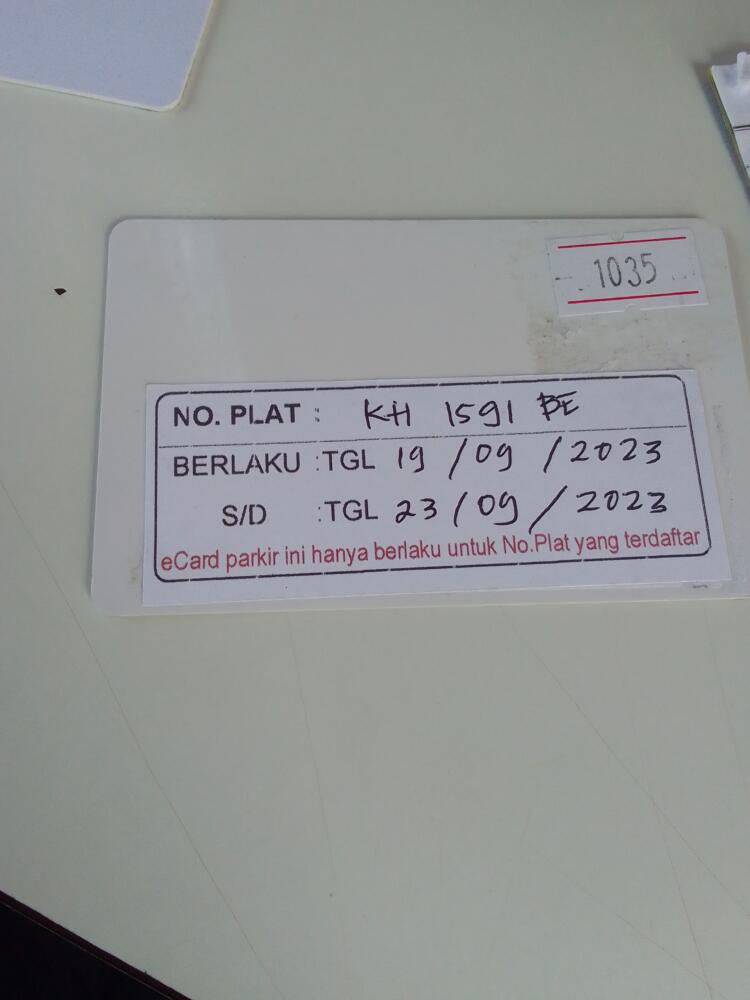 1035
NO. PLAT : KH 1591 BE
BERLAKU :TGL 19 / 09 / 2023
S/D :TGL 23 / 09 / 2023
eCard parkir ini hanya berlaku untuk No.Plat yang terdaftar